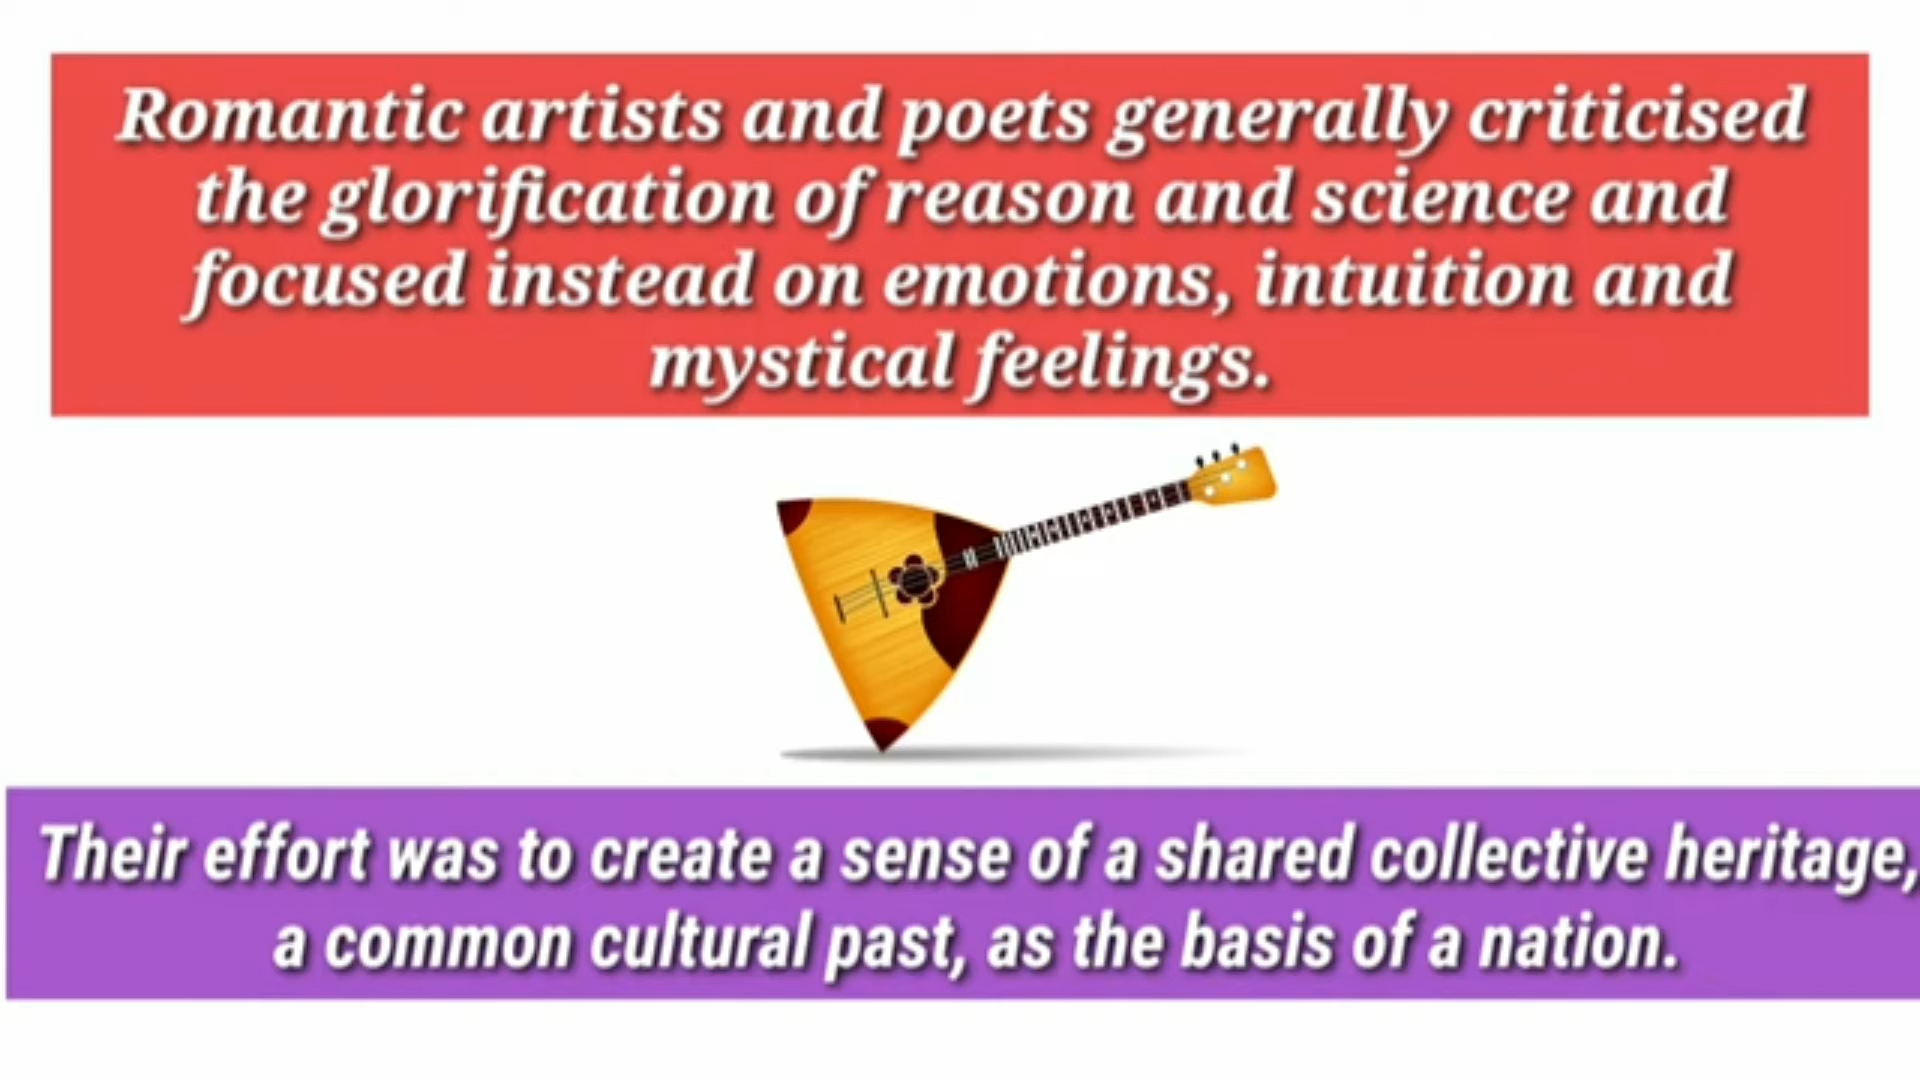 Romantic artists and poets generally criticised
the glorification of reason and science and
focused instead on emotions, intuition and
mystical feelings.
Their effort was to create a sense of a shared collective heritage,
a common cultural past, as the basis of a nation.